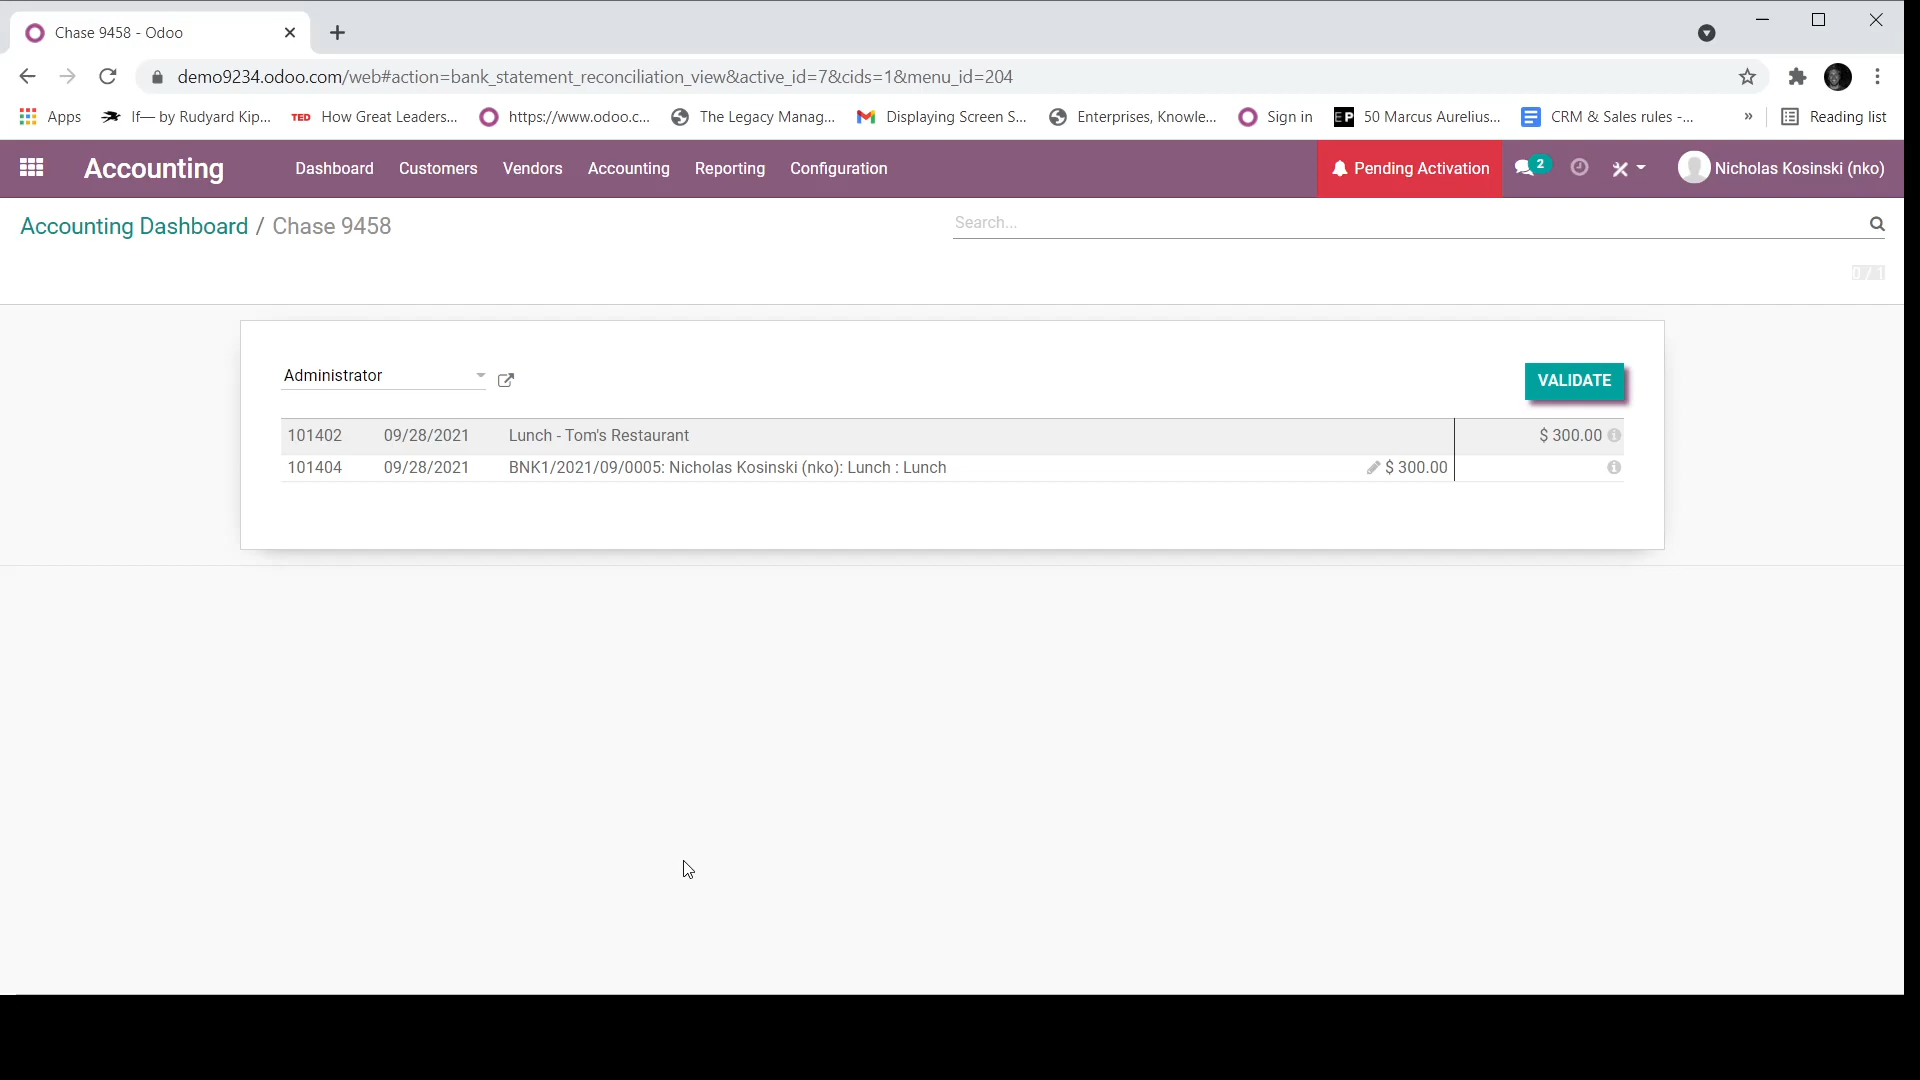 Chase 9458 - Odoo
demo9234.odoo.com/web#action=bank_statement_reconciliation_view&active_id=7&cids=1&menu_id=204
Apps If— by Rudyard Kip... TED How Great Leaders... https://www.odoo.c... The Legacy Manag... Displaying Screen S... Enterprises, Knowle... Sign in EP 50 Marcus Aurelius... CRM & Sales rules -... » Reading list
Accounting Dashboard Customers Vendors Accounting Reporting Configuration Pending Activation 2 Nicholas Kosinski (nko)
Accounting Dashboard / Chase 9458 Search...
0 / 1
Administrator VALIDATE
101402 09/28/2021 Lunch - Tom's Restaurant $ 300.00
101404 09/28/2021 BNK1/2021/09/0005: Nicholas Kosinski (nko): Lunch : Lunch $ 300.00